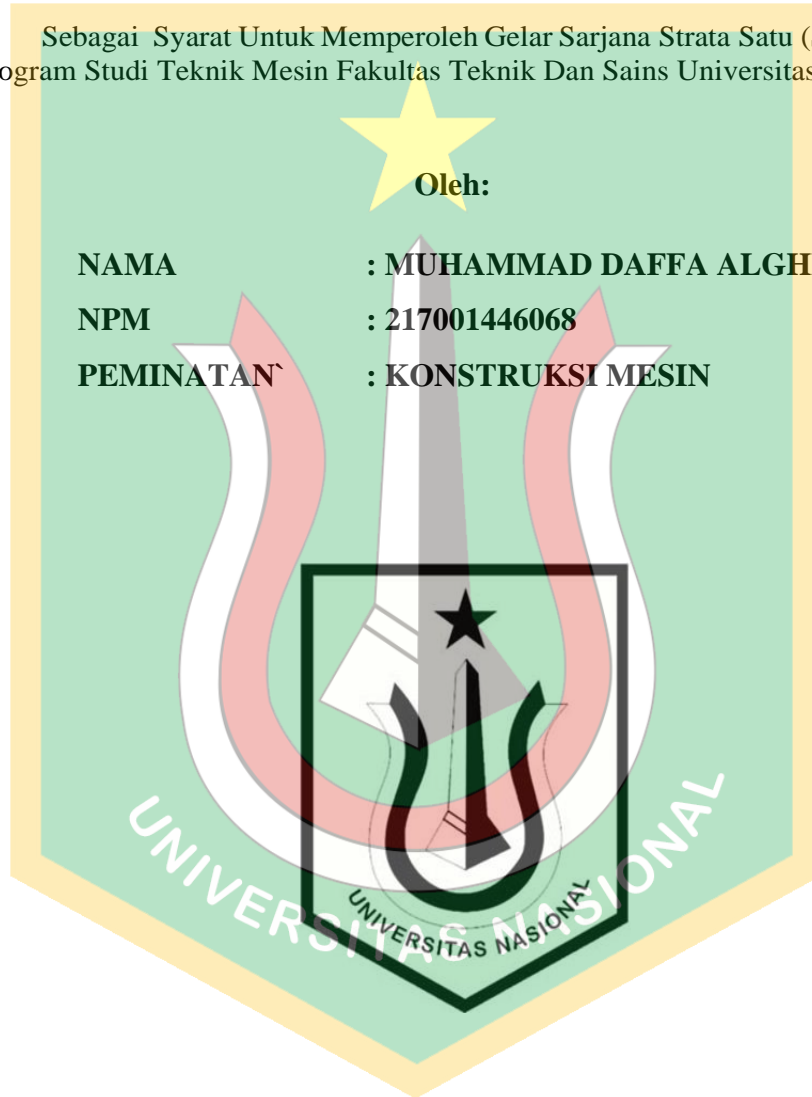 Sebagai Syarat Untuk Memperoleh Gelar Sarjana Strata Satu (
ogram Studi Teknik Mesin Fakultas Teknik Dan Sains Universitas
Oleh:
NAMA : MUHAMMAD DAFFA ALGH
NPM : 217001446068
PEMINATAN` : KONSTRUKSI MESIN
UNIVERSITAS NASIONAL
UNIVERSITAS NASIONAL